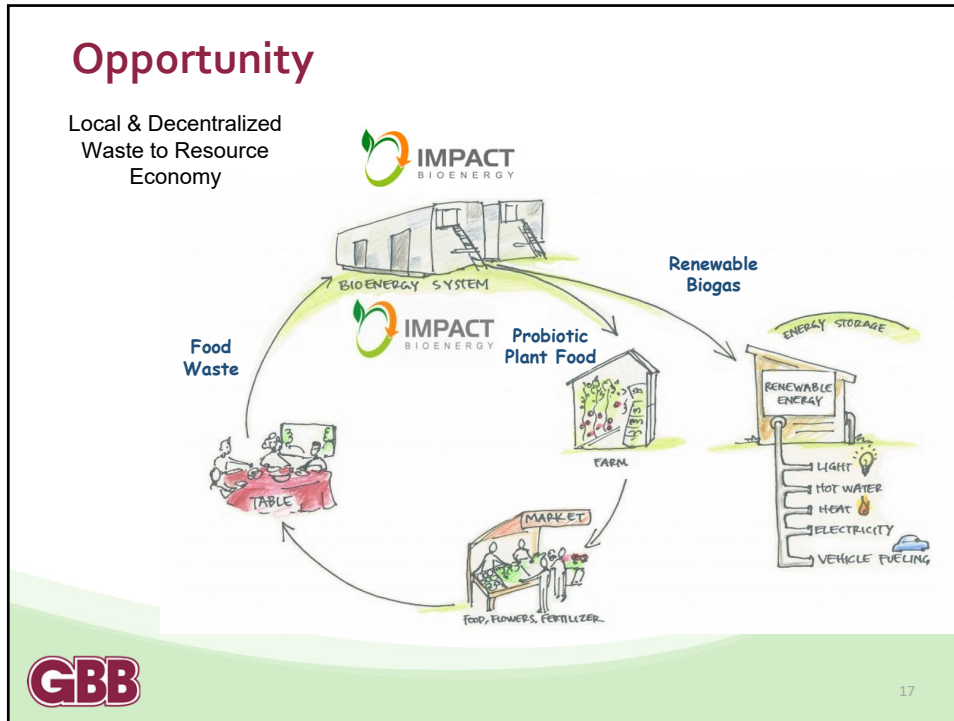 Opportunity
Local & Decentralized
Waste to Resource
Economy
IMPACT
BIOENERGY
BIOENERGY SYSTEM
IMPACT
BIOENERGY
Food
Waste
Probiotic
Plant Food
Renewable
Biogas
ENERGY STORAGE
RENEWABLE
ENERGY
LIGHT
HOT WATER
HEAT
ELECTRICITY
VEHICLE FUELING
FARM
TABLE
MARKET
FOOD, FLOWERS, FERTILIZER
GBB
17